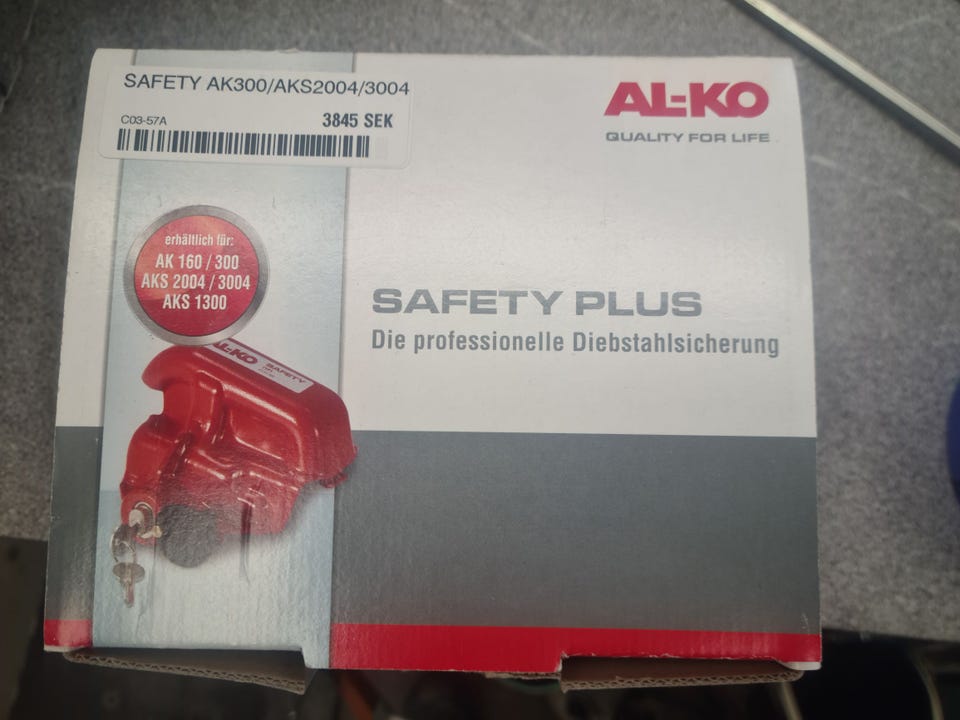 SAFETY AK300/AKS2004/3004
C03-57A 3845 SEK
AL-KO
QUALITY FOR LIFE
erhältlich für:
AK 160 / 300
AKS 2004 / 3004
AKS 1300
SAFETY PLUS
Die professionelle Diebstahlsicherung
AL-KO SAFETY